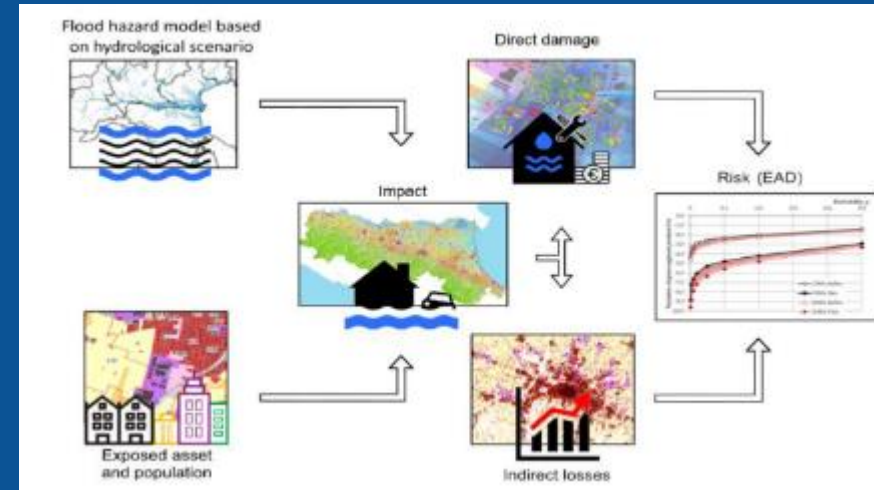 Flood hazard model based
on hydrological scenario
Direct damage
Impact
Risk (EAD)
Exposed asset
and population
Indirect losses